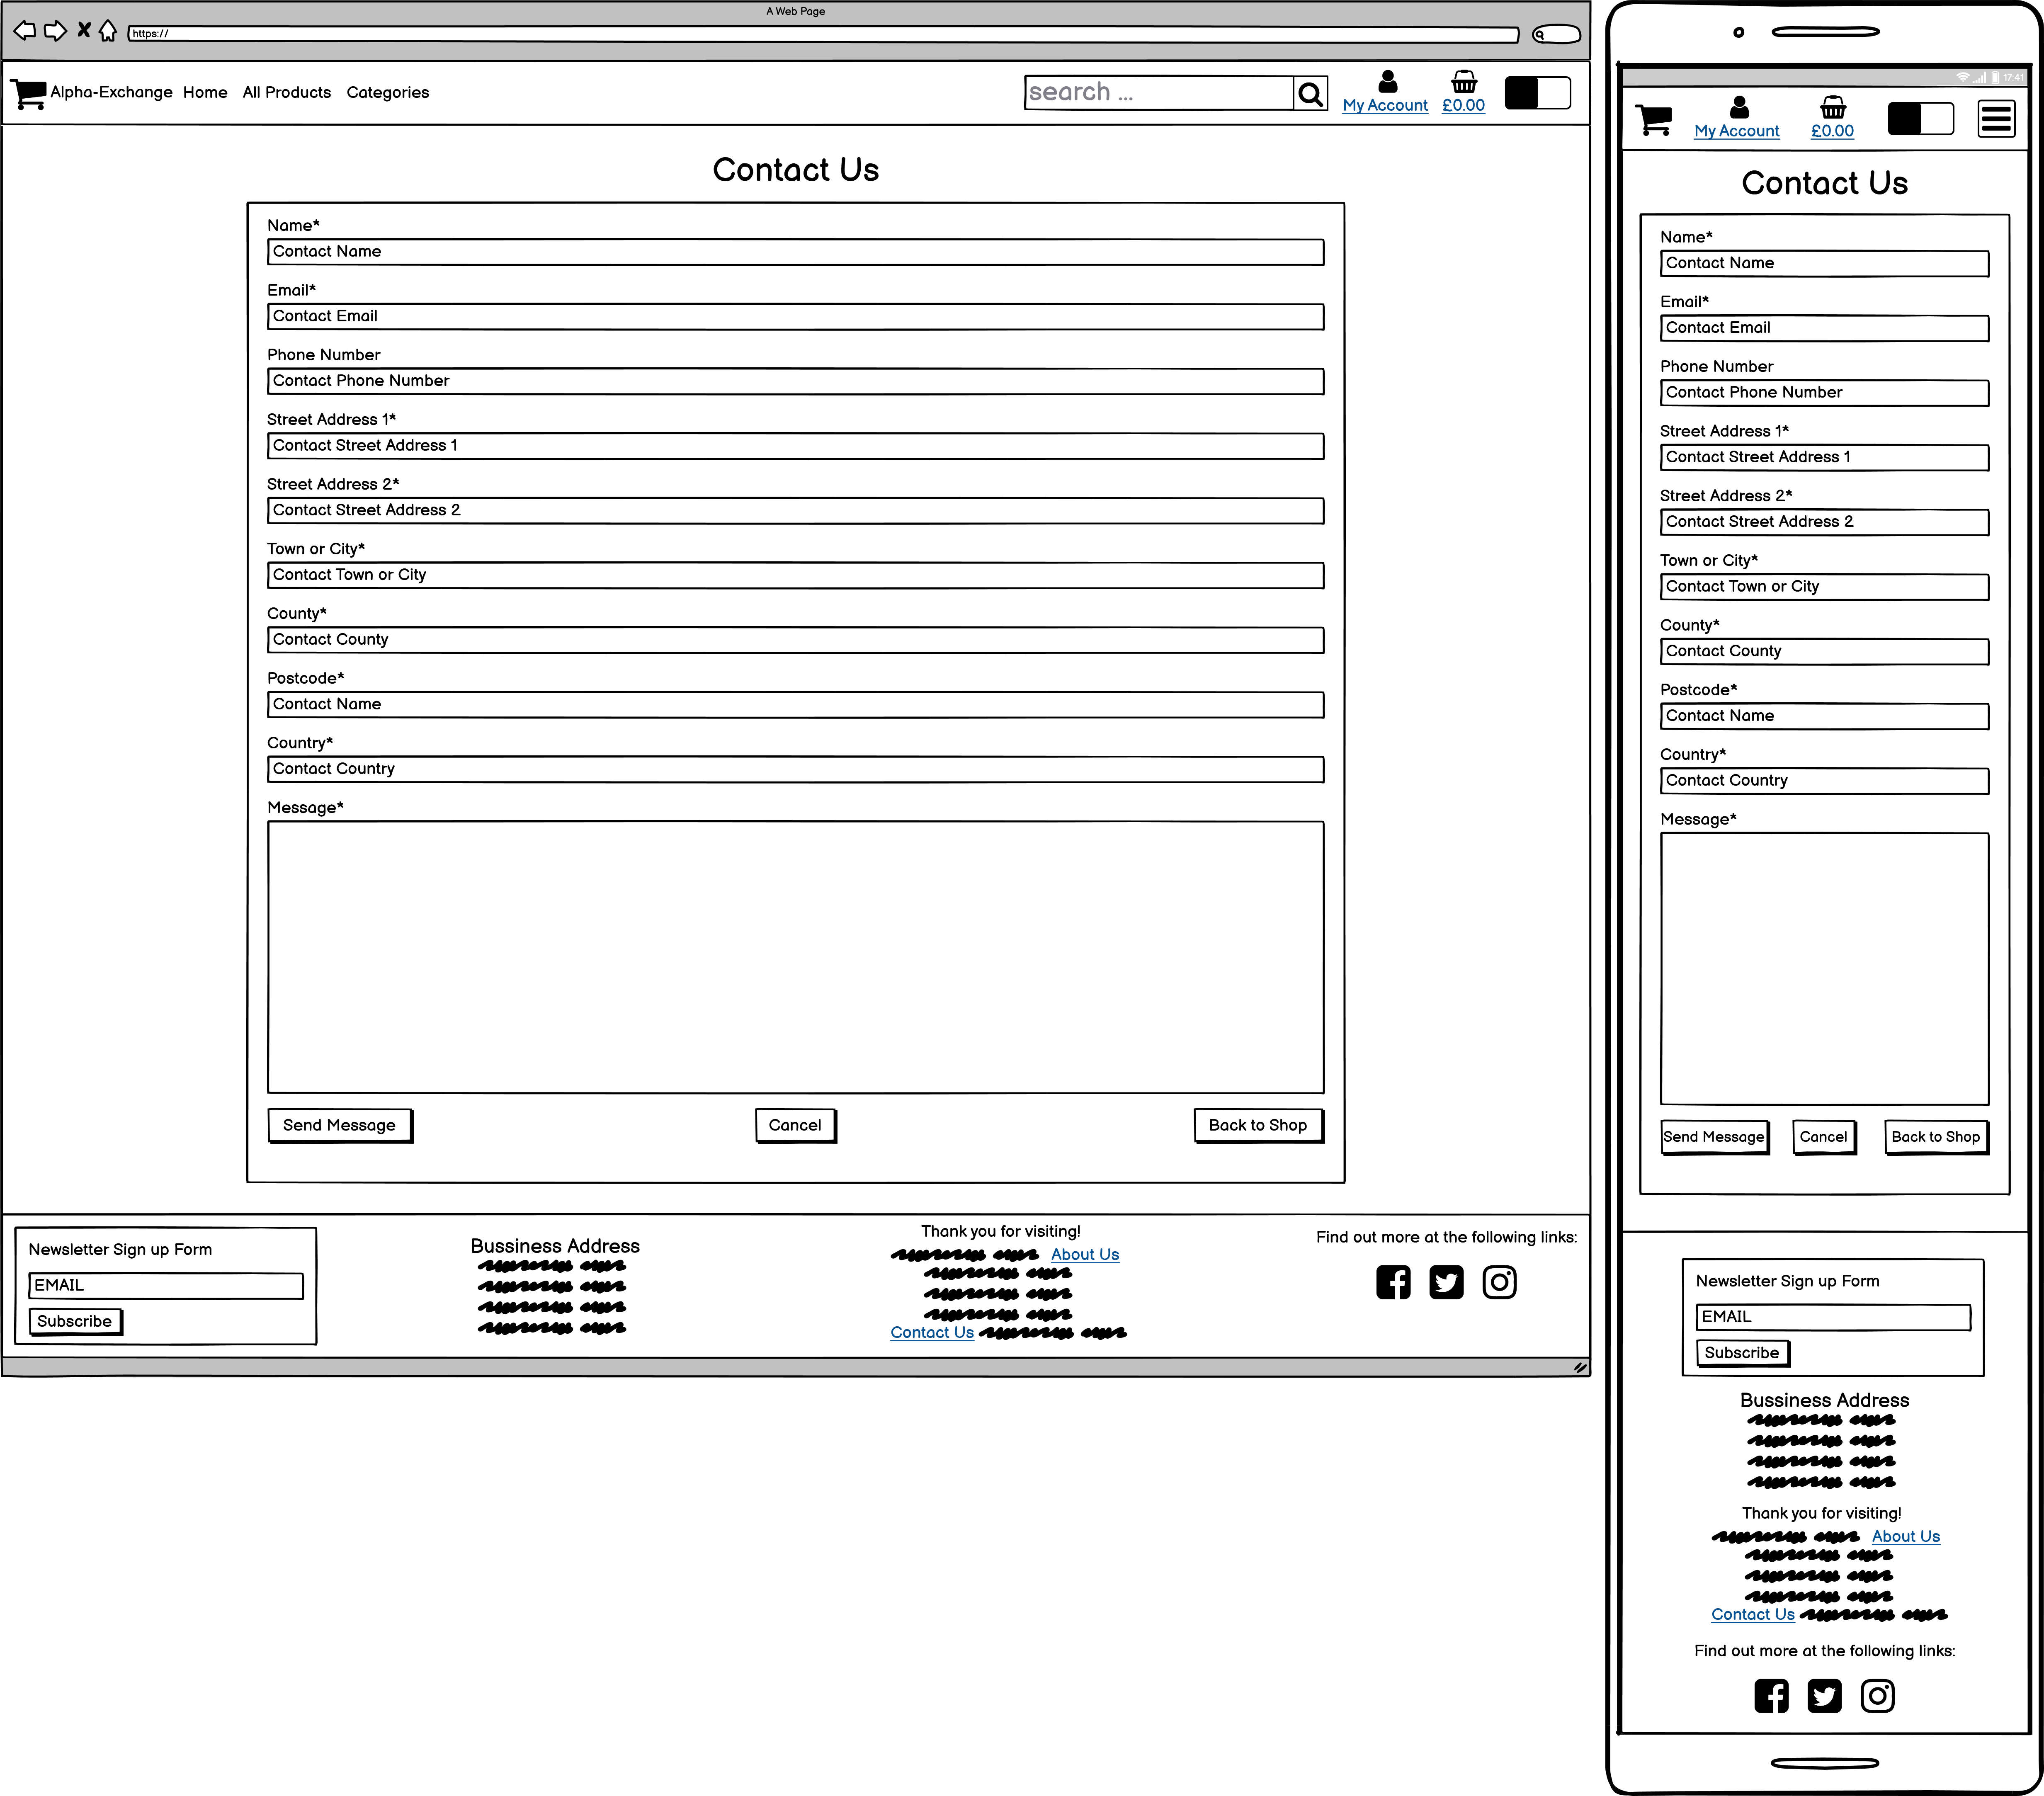 A Web Page
https://
Alpha-Exchange Home All Products Categories search ... My Account £0.00
Contact Us
Name*
Contact Name
Email*
Contact Email
Phone Number
Contact Phone Number
Street Address 1*
Contact Street Address 1
Street Address 2*
Contact Street Address 2
Town or City*
Contact Town or City
County*
Contact County
Postcode*
Contact Name
Country*
Contact Country
Message*
Send Message Cancel Back to Shop
Newsletter Sign up Form
EMAIL
Subscribe
Bussiness Address
Thank you for visiting!
About Us
Contact Us
Find out more at the following links:
17:41
My Account £0.00
Contact Us
Name*
Contact Name
Email*
Contact Email
Phone Number
Contact Phone Number
Street Address 1*
Contact Street Address 1
Street Address 2*
Contact Street Address 2
Town or City*
Contact Town or City
County*
Contact County
Postcode*
Contact Name
Country*
Contact Country
Message*
Send Message Cancel Back to Shop
Newsletter Sign up Form
EMAIL
Subscribe
Bussiness Address
Thank you for visiting!
About Us
Contact Us
Find out more at the following links: